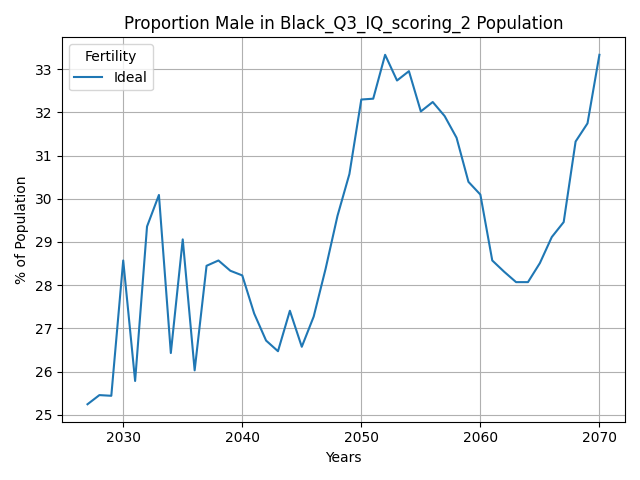 Proportion Male in Black_Q3_IQ_scoring_2 Population
Fertility
Ideal
% of Population
33
32
31
30
29
28
27
26
25
2030 2040 2050 2060 2070
Years